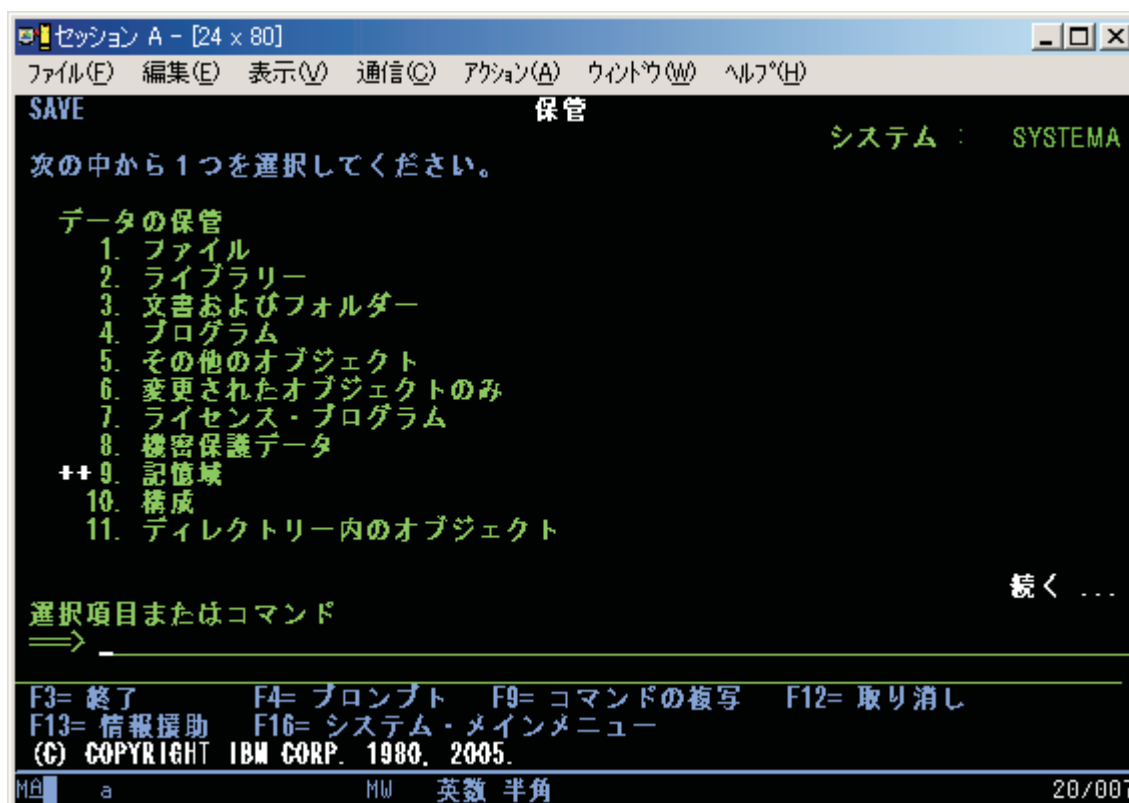 セッション A - [24 x 80]
ファイル(F) 編集(E) 表示(V) 通信(C) アクション(A) ウィンドウ(W) ヘルプ(H)
SAVE 保管
システム : SYSTEMA
次の中から1つを選択してください。
データの保管
1. ファイル
2. ライブラリー
3. 文書およびフォルダー
4. プログラム
5. その他のオブジェクト
6. 変更されたオブジェクトのみ
7. ライセンス・プログラム
8. 機密保護データ
++ 9. 記憶域
10. 構成
11. ディレクトリー内のオブジェクト
続く ...
選択項目またはコマンド
===> _
F3= 終了 F4= プロンプト F9= コマンドの複写 F12= 取り消し
F13= 情報援助 F16= システム・メインメニュー
(C) COPYRIGHT IBM CORP. 1980, 2005.
MA a MW 英数 半角 20/007